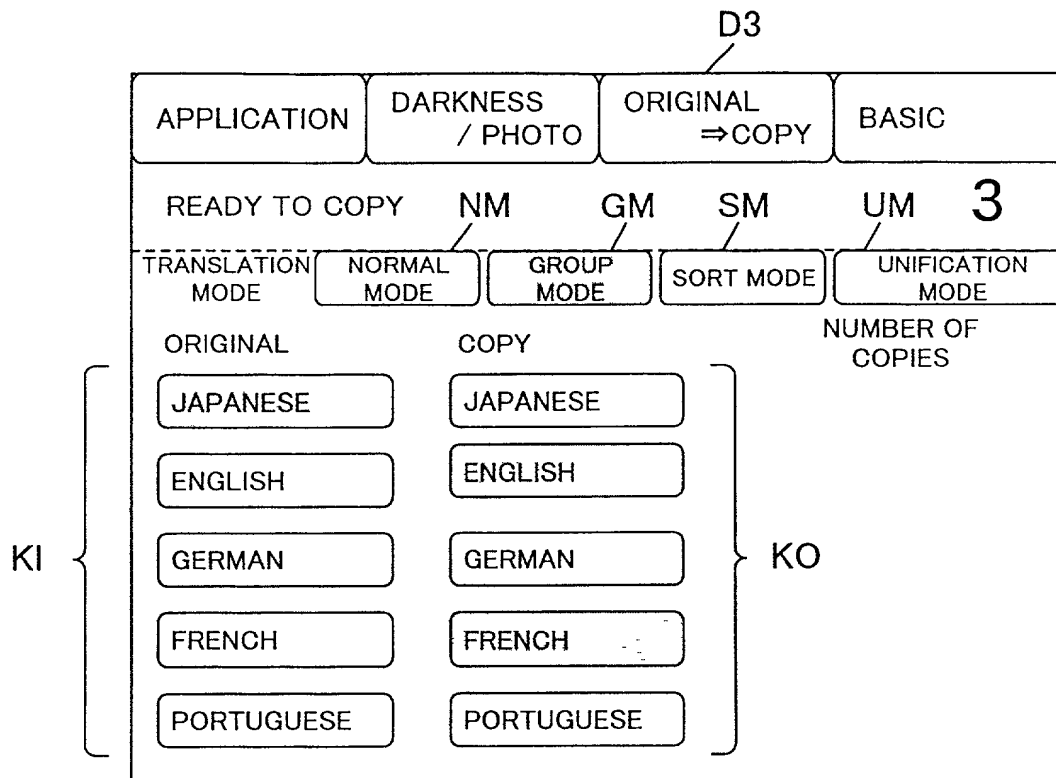 D3
APPLICATION
DARKNESS
/ PHOTO
ORIGINAL
⇒COPY
BASIC
READY TO COPY
NM
GM
SM
UM
3
TRANSLATION
MODE
NORMAL
MODE
GROUP
MODE
SORT MODE
UNIFICATION
MODE
NUMBER OF
COPIES
ORIGINAL
COPY
KI
JAPANESE
JAPANESE
ENGLISH
ENGLISH
GERMAN
GERMAN
FRENCH
FRENCH
PORTUGUESE
PORTUGUESE
KO